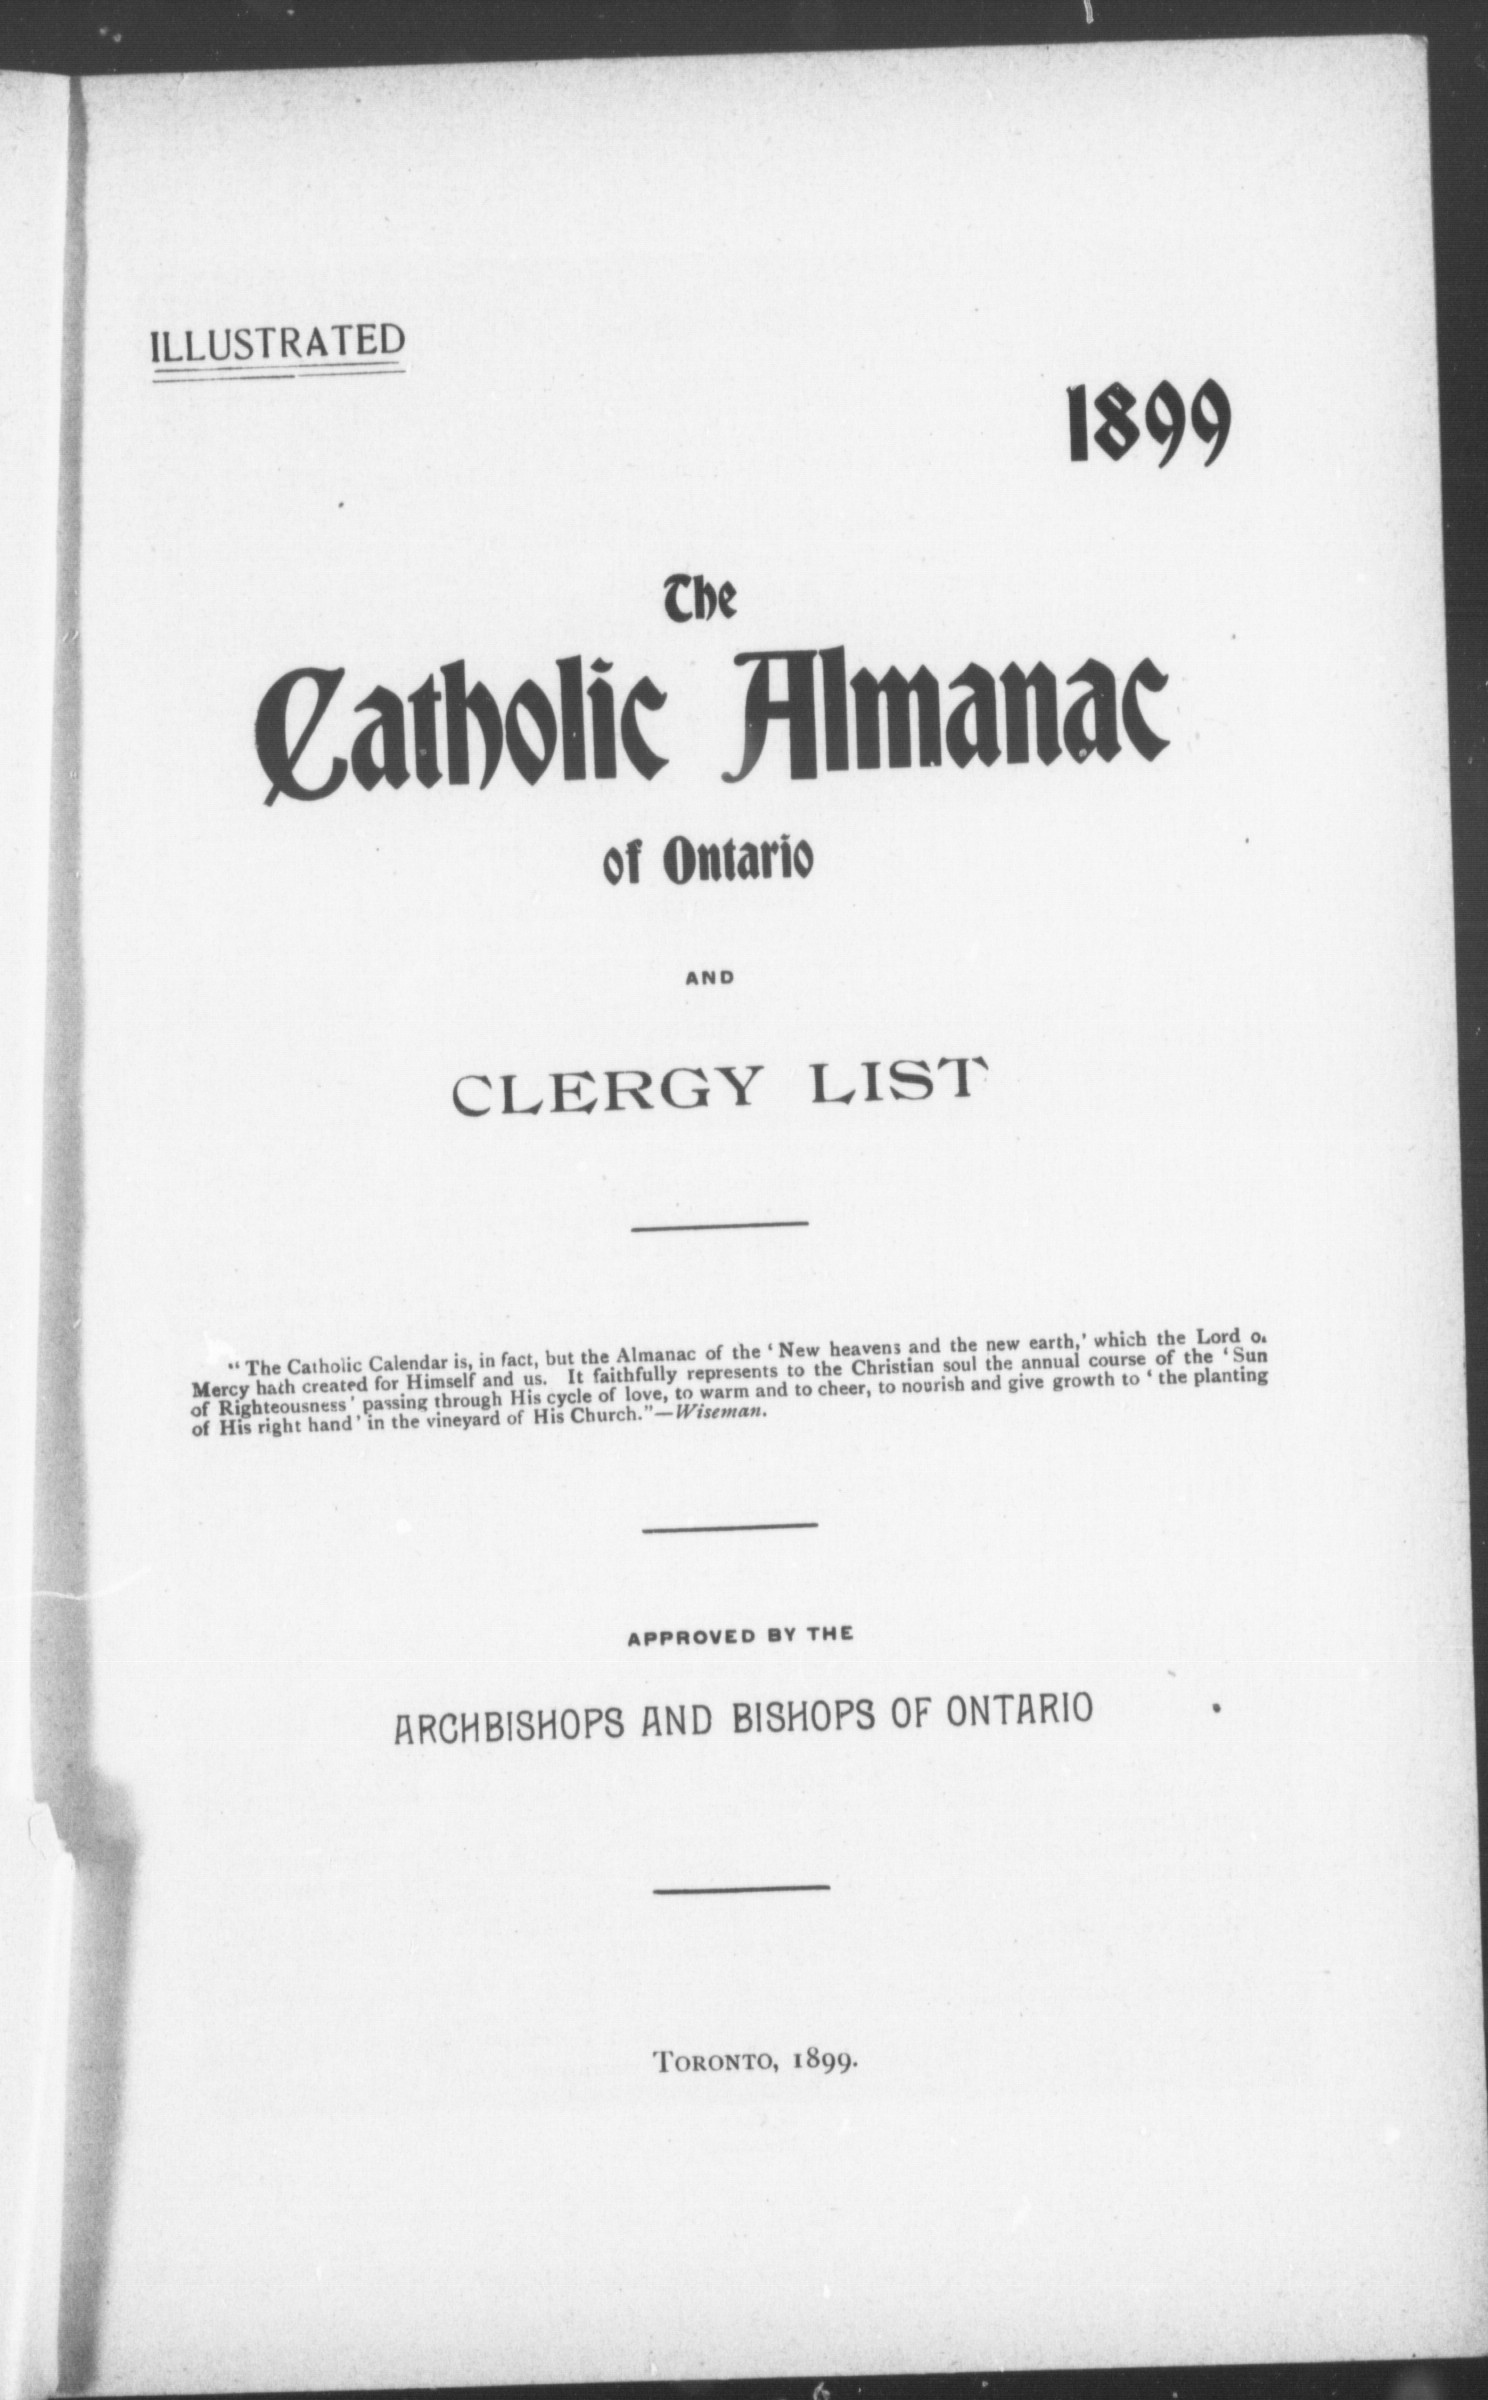 ILLUSTRATED
1899
The
Catholic Almanac
of Ontario
AND
CLERGY LIST
“ The Catholic Calendar is, in fact, but the Almanac of the ‘ New heavens and the new earth,’ which the Lord of
Mercy hath created for Himself and us. It faithfully represents to the Christian soul the annual course of the ‘ Sun
of Righteousness ’ passing through His cycle of love, to warm and to cheer, to nourish and give growth to ‘ the planting
of His right hand ’ in the vineyard of His Church.”—Wiseman.
APPROVED BY THE
ARCHBISHOPS AND BISHOPS OF ONTARIO
TORONTO, 1899.